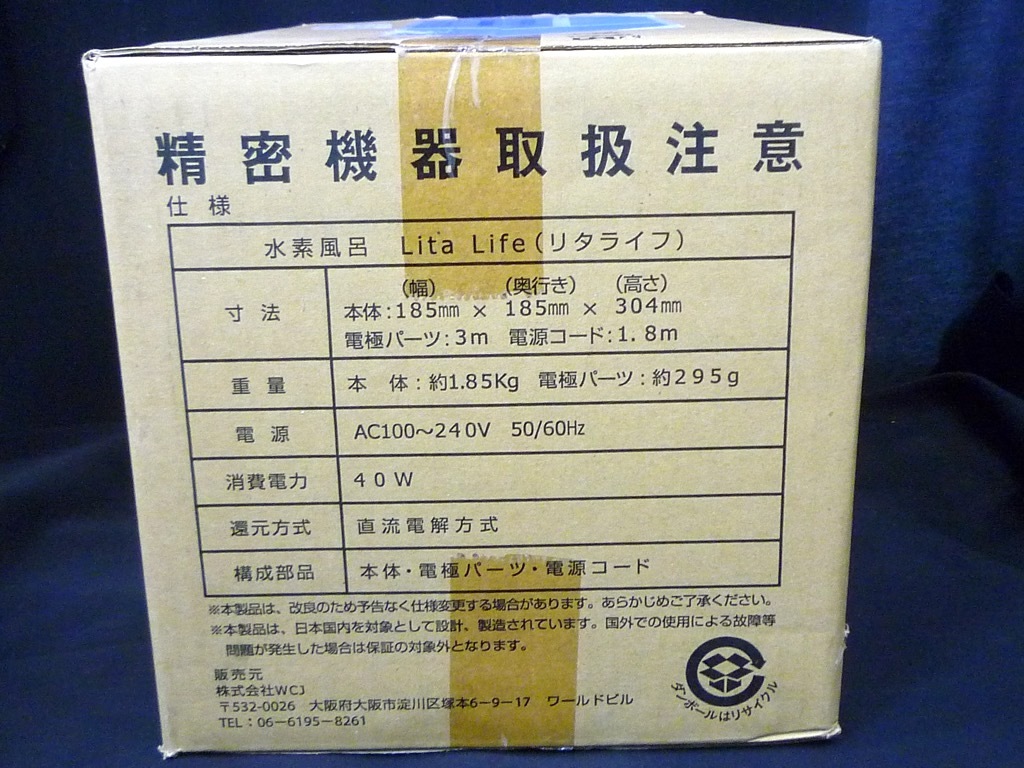 精密機器取扱注意
仕様
水素風呂 Lita Life(リタライフ)
(幅) (奥行き) (高さ)
寸法 本体:185㎜ × 185㎜ × 304㎜
電極パーツ:3m 電源コード:1.8m
重量 本 体:約1.85Kg 電極パーツ:約295g
電源 AC100～240V 50/60Hz
消費電力 40W
還元方式 直流電解方式
構成部品 本体・電極パーツ・電源コード
※本製品は、改良のため予告なく仕様変更する場合があります。あらかじめご了承ください。
※本製品は、日本国内を対象として設計、製造されています。国外での使用による故障等
問題が発生した場合は保証の対象外となります。
販売元
株式会社WCJ
〒532-0026 大阪府大阪市淀川区塚本6-9-17 ワールドビル
TEL:06-6195-8261
ダンボールはリサイクル